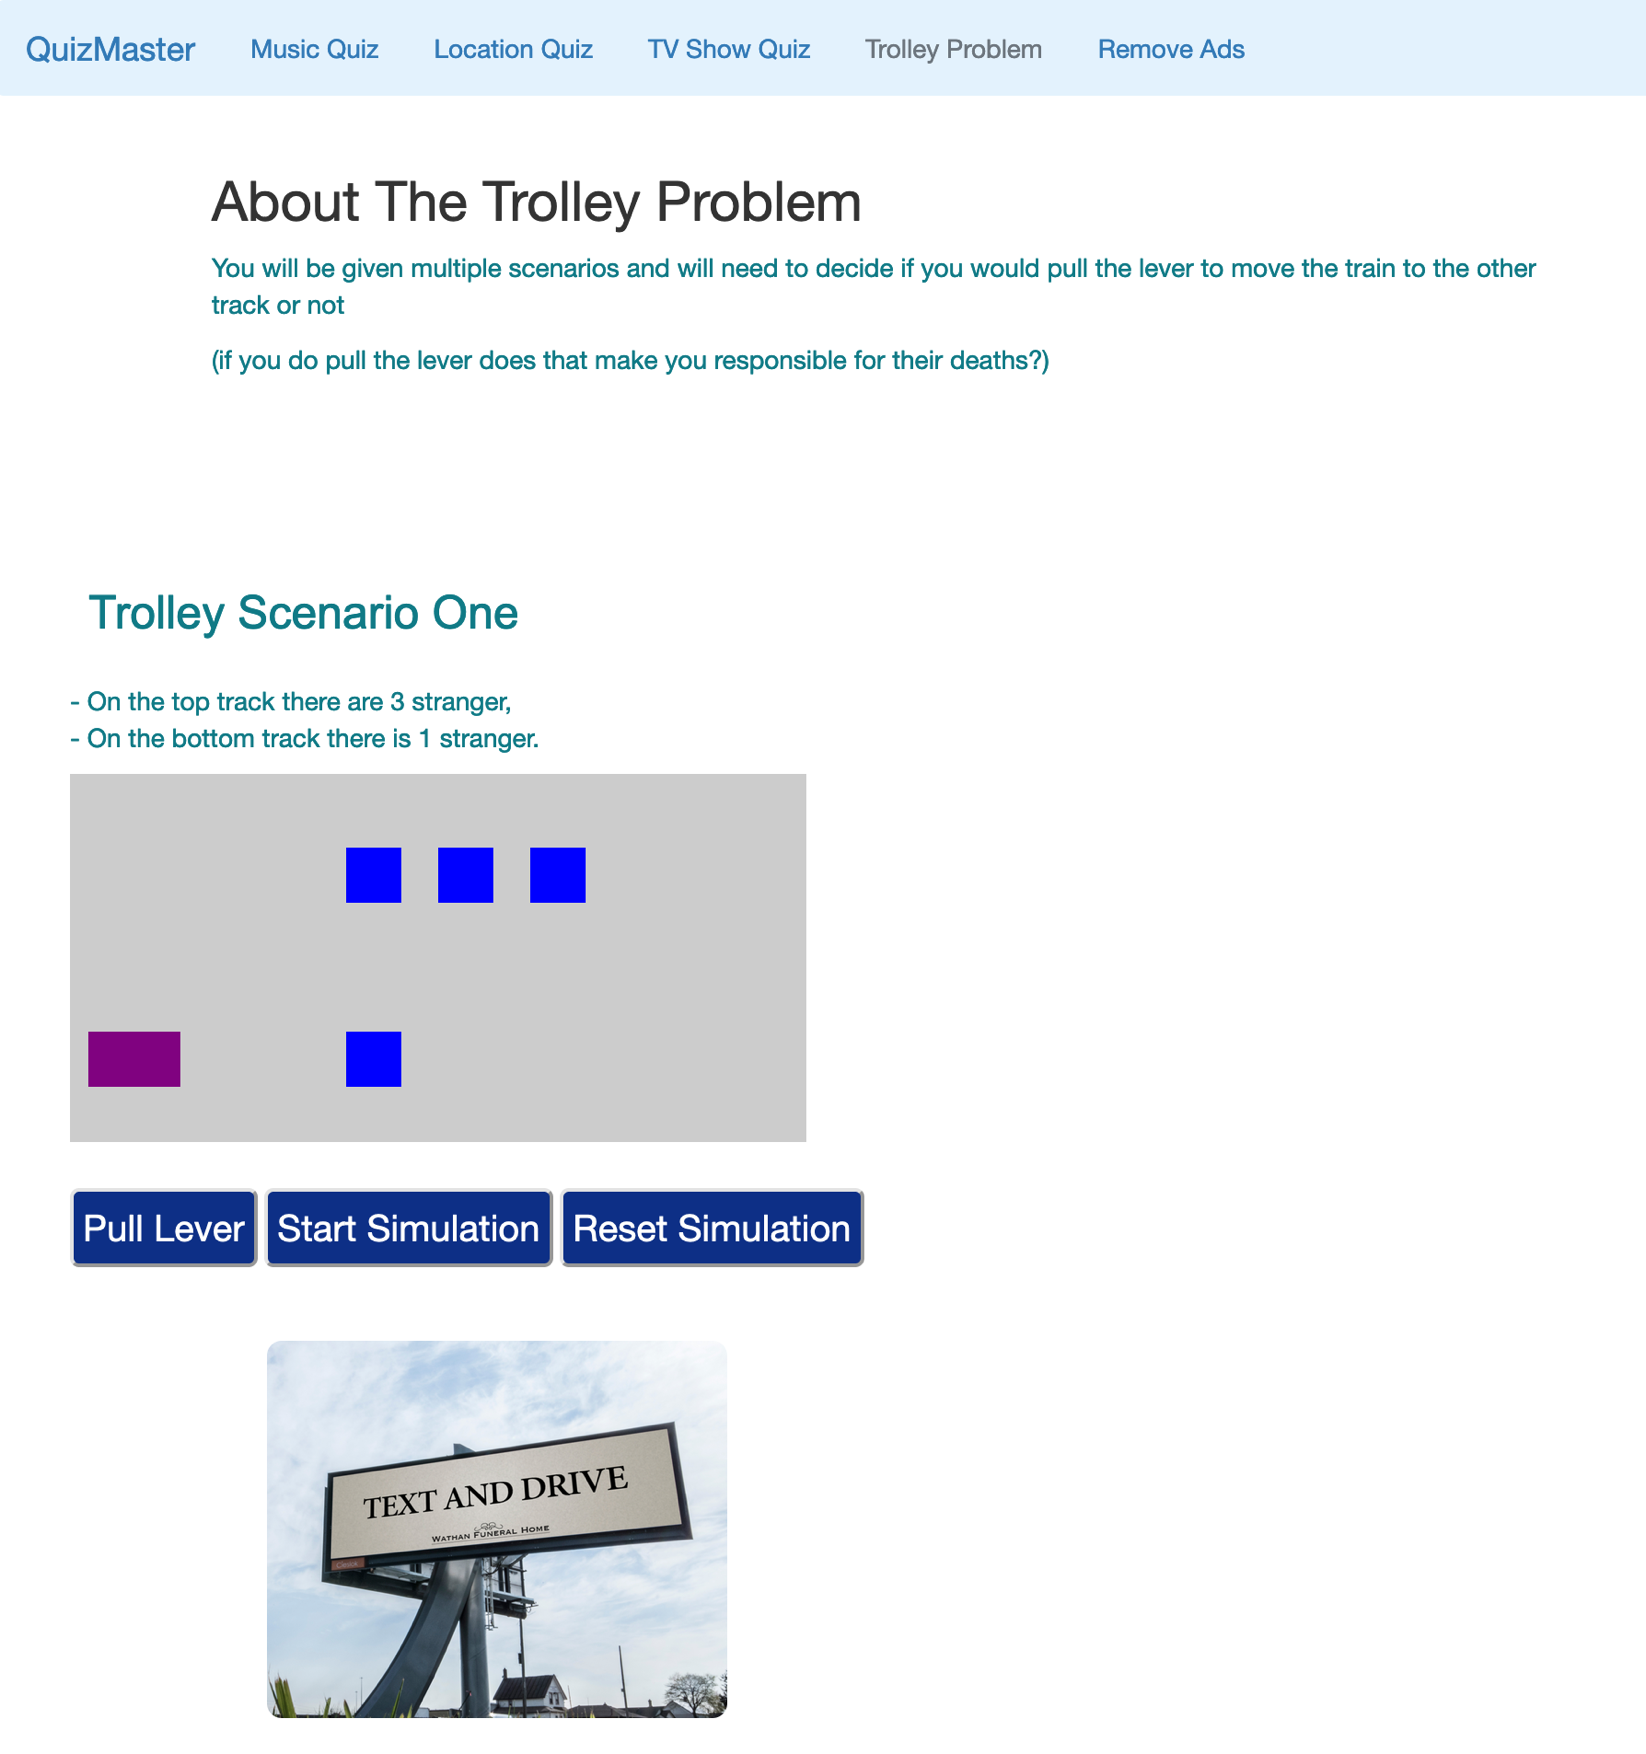 QuizMaster Music Quiz Location Quiz TV Show Quiz Trolley Problem Remove Ads
About The Trolley Problem
You will be given multiple scenarios and will need to decide if you would pull the lever to move the train to the other
track or not
(if you do pull the lever does that make you responsible for their deaths?)
Trolley Scenario One
- On the top track there are 3 stranger,
- On the bottom track there is 1 stranger.
Pull Lever Start Simulation Reset Simulation
TEXT AND DRIVE
WATHAN FUNERAL HOME